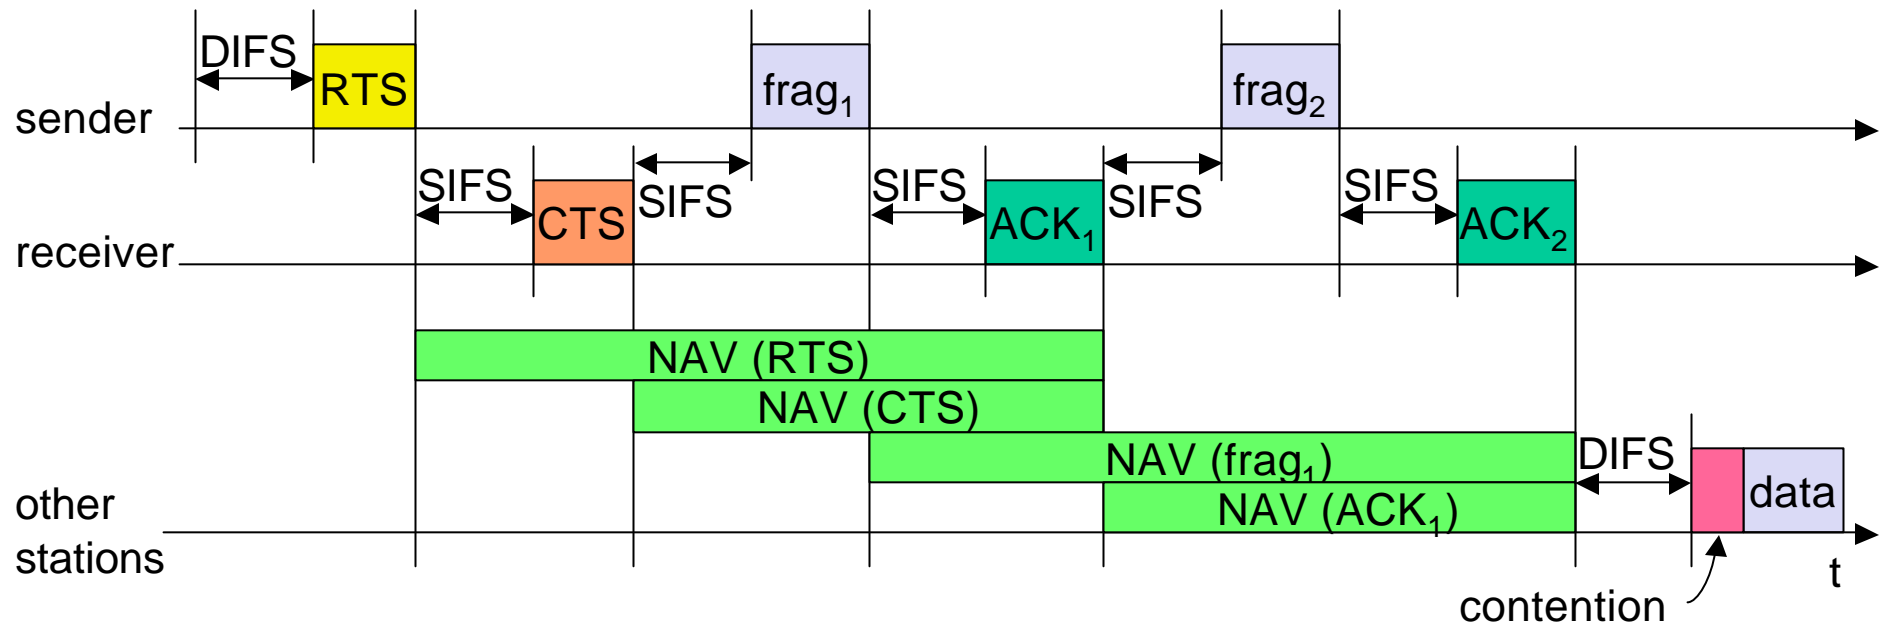 DIFS
RTS
frag₁
frag₂
sender
SIFS
CTS
SIFS
SIFS
ACK₁
SIFS
SIFS
ACK₂
receiver
NAV (RTS)
NAV (CTS)
NAV (frag₁)
DIFS
NAV (ACK₁)
data
other
stations
t
contention